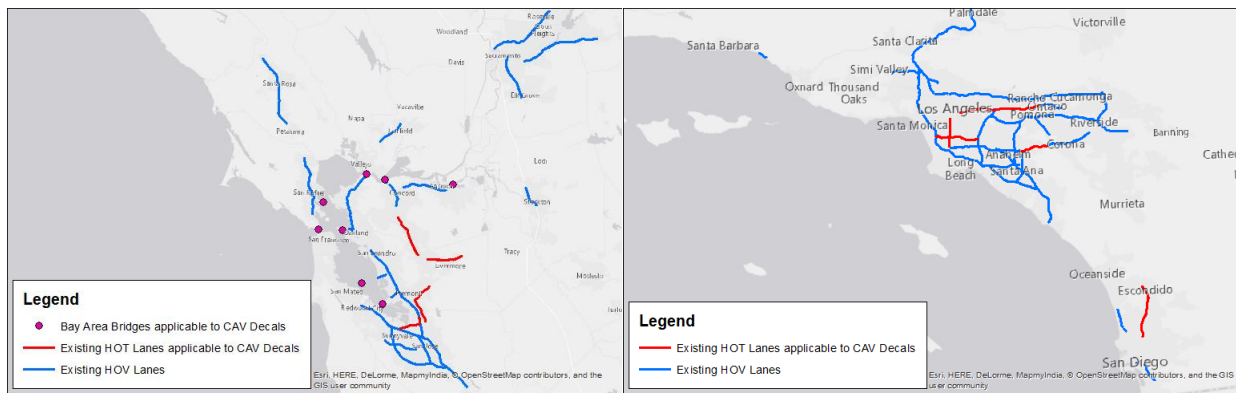 Woodland
Davis
Sacramento
Elk Grove
Santa Rosa
Vacaville
Napa
Fairfield
Petaluma
Vallejo
Lodi
Concord
Antioch
San Rafael
Stockton
San Francisco
Oakland
San Leandro
Tracy
Livermore
Modesto
San Mateo
Fremont
Redwood City
Sunnyvale
San Jose
Legend
Bay Area Bridges applicable to CAV Decals
Existing HOT Lanes applicable to CAV Decals
Existing HOV Lanes
Esri, HERE, DeLorme, MapmyIndia, © OpenStreetMap contributors, and the
GIS user community
Palmdale
Victorville
Santa Clarita
Santa Barbara
Simi Valley
Oxnard Thousand
Oaks
Rancho Cucamonga
Los Angeles
Ontario
Pomona
Santa Monica
Riverside
Banning
Corona
Cathe
Anaheim
Long
Beach
Santa Ana
Murrieta
Oceanside
Escondido
San Diego
Legend
Existing HOT Lanes applicable to CAV Decals
Existing HOV Lanes
Esri, HERE, DeLorme, MapmyIndia, © OpenStreetMap contributors, and the
GIS user community